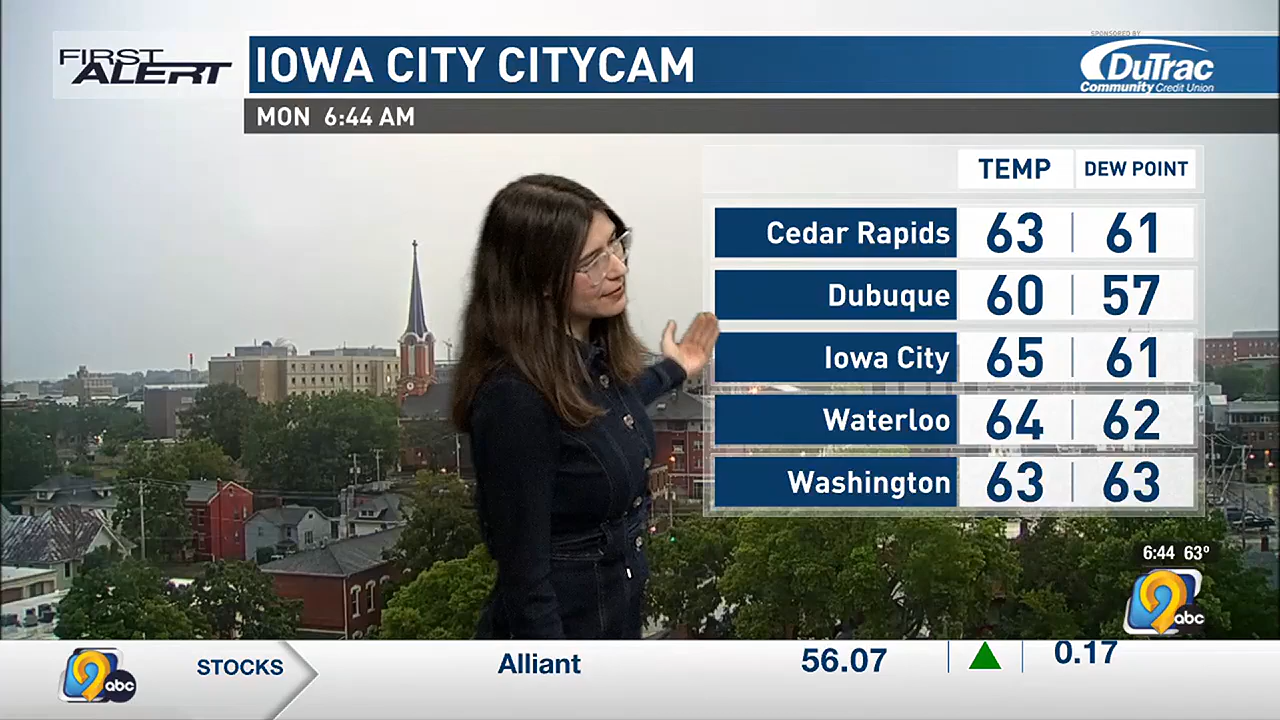 SPONSORED BY
FIRST ALERT
IOWA CITY CITYCAM
DuTrac
Community Credit Union
MON 6:44 AM
TEMP DEW POINT
Cedar Rapids 63 61
Dubuque 60 57
Iowa City 65 61
Waterloo 64 62
Washington 63 63
6:44 63°
9 abc
9 abc STOCKS Alliant 56.07 0.17